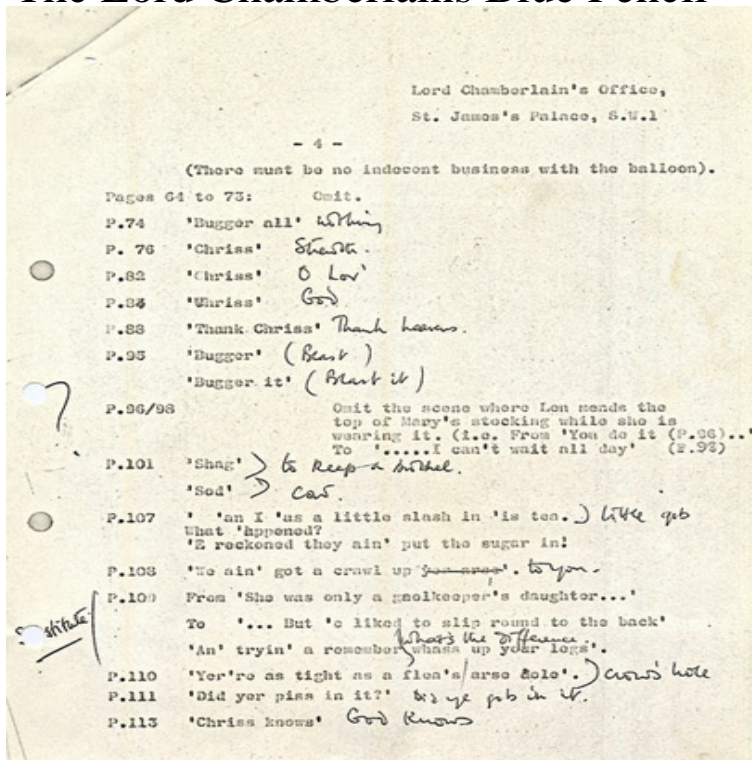 The Lord Chamberlains Blue Pencil
Lord Chamberlain's Office,
St. James's Palace, S.W.1
- 4 -
(There must be no indecent business with the balloon).
Pages 64 to 73: Omit.
P.74 'Bugger all' Nothing
P. 76 'Chriss' Strewth.
P.82 'Chriss' O Lor'
P.84 'Chriss' God
P.88 'Thank Chriss' Thank heavens.
P.95 'Bugger' (Blast)
'Bugger it' (Blast it)
P.96/98 Omit the scene where Lon mends the
top of Mary's stocking while she is
wearing it. (i.e. From 'You do it (P.96)..'
To '.....I can't wait all day' (P.98)
P.101 'Shag' ) to keep a brothel.
'Sod' ) cow.
P.107 ' 'an I 'as a little slash in 'is tea. ) little gob
What 'appened?
'E reckoned they ain' put the sugar in!
P.108 'We ain' got a crawl up yer arse'. to you.
P.109 From 'She was only a gaolkeeper's daughter...'
To '... But 'e liked to slip round to the back'
Substitute
what's the difference.
'An' tryin' a remember whass up your legs'.
P.110 'Yer're as tight as a flea's arse hole'. ) crow's hole
P.111 'Did yer piss in it?' Did ye gob in it.
P.113 'Chriss knows' God Knows